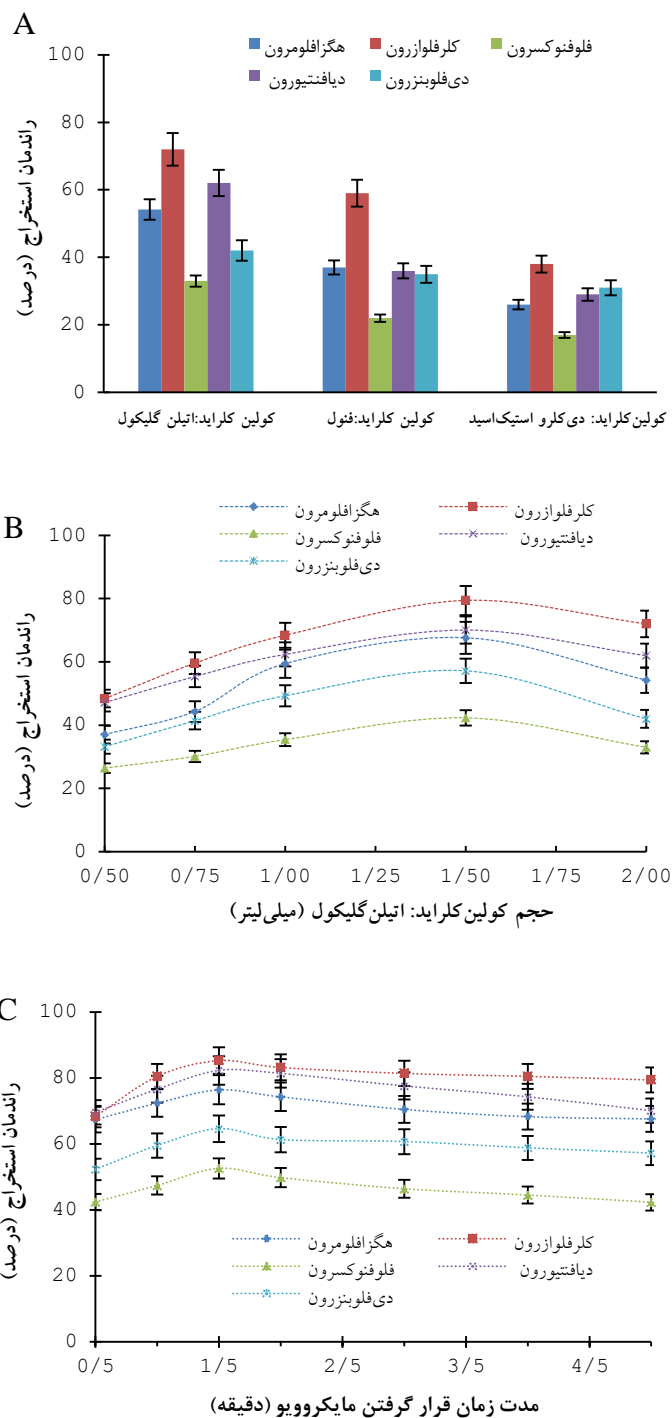 A
هگزافلومرون
کلرفلوازرون
فلوفنوکسرون
دیافنتیورون
دی‌فلوبنزرون
راندمان استخراج (درصد)
100
80
60
40
20
0
کولین کلراید:اتیلن گلیکول
کولین کلراید:فنول
کولین‌کلراید: دی‌کلرو استیک‌اسید
B
هگزافلومرون
کلرفلوازرون
فلوفنوکسرون
دیافنتیورون
دی‌فلوبنزرون
راندمان استخراج (درصد)
100
80
60
40
20
0
0/50 0/75 1/00 1/25 1/50 1/75 2/00
حجم کولین‌کلراید: اتیلن‌گلیکول (میلی‌لیتر)
C
راندمان استخراج (درصد)
100
80
60
40
20
0
هگزافلومرون
کلرفلوازرون
فلوفنوکسرون
دیافنتیورون
دی‌فلوبنزرون
0/5 1/5 2/5 3/5 4/5
مدت زمان قرار گرفتن مایکروویو (دقیقه)